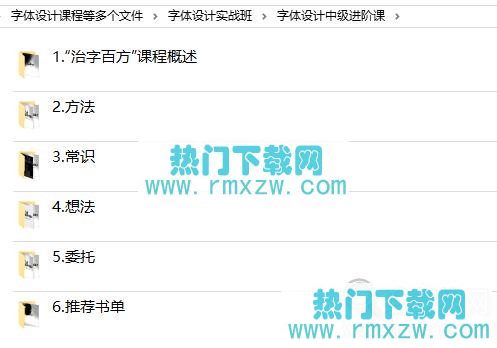 字体设计课程等多个文件 > 字体设计实战班 > 字体设计中级进阶课 >
1.“治字百方”课程概述
2.方法
3.常识
热门下载网
www.rmxzw.com
4.想法
5.委托
6.推荐书单
热门下载网
www.rmxzw.com